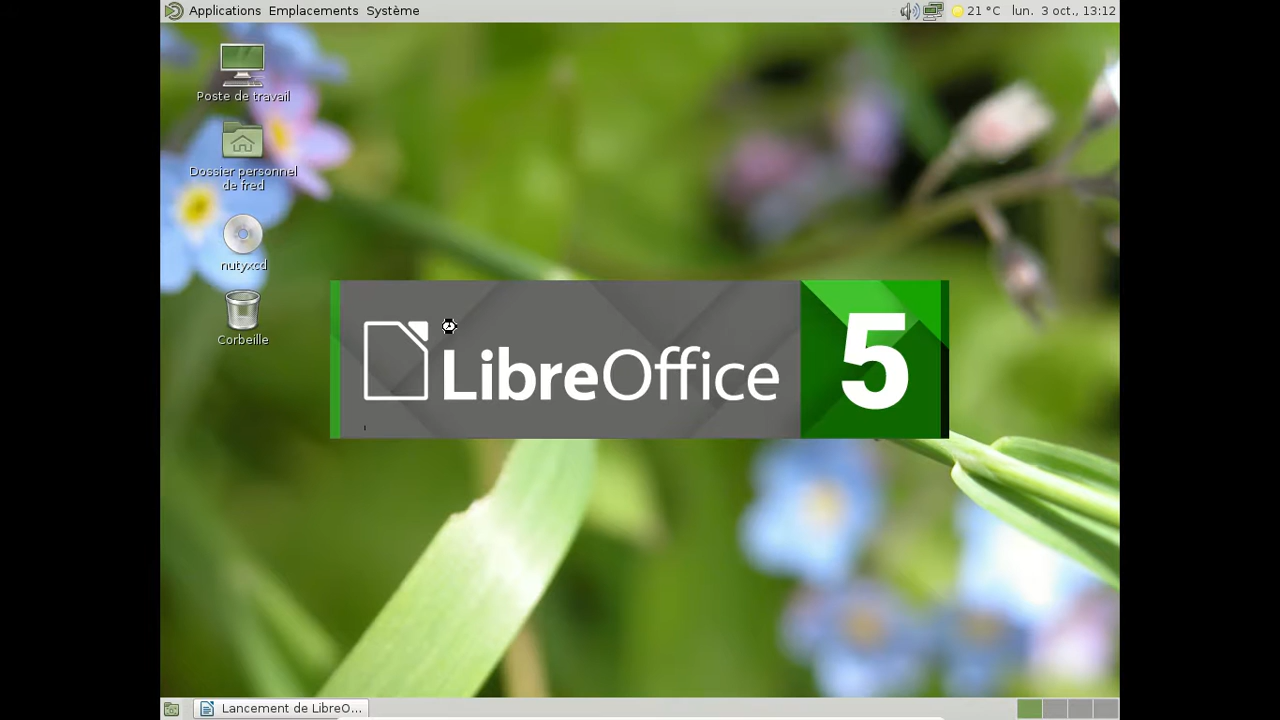 Applications Emplacements Système
21 °C lun. 3 oct., 13:12
Poste de travail
Dossier personnel
de fred
nutyxcd
Corbeille
LibreOffice 5
Lancement de LibreO...